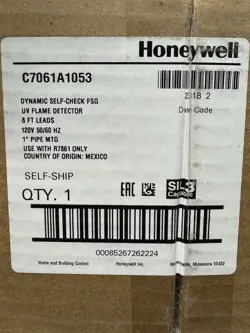 Honeywell
C7061A1053
2318 2
DYNAMIC SELF-CHECK FSG
UV FLAME DETECTOR
Date Code
8 FT LEADS
120V 50/60 HZ
1" PIPE MTG
USE WITH R7861 ONLY
COUNTRY OF ORIGIN: MEXICO
SELF-SHIP
QTY. 1
EAC
SIL 3
Capable
00085267262224
Home and Building Control
Honeywell Inc.
Minnesota 55422